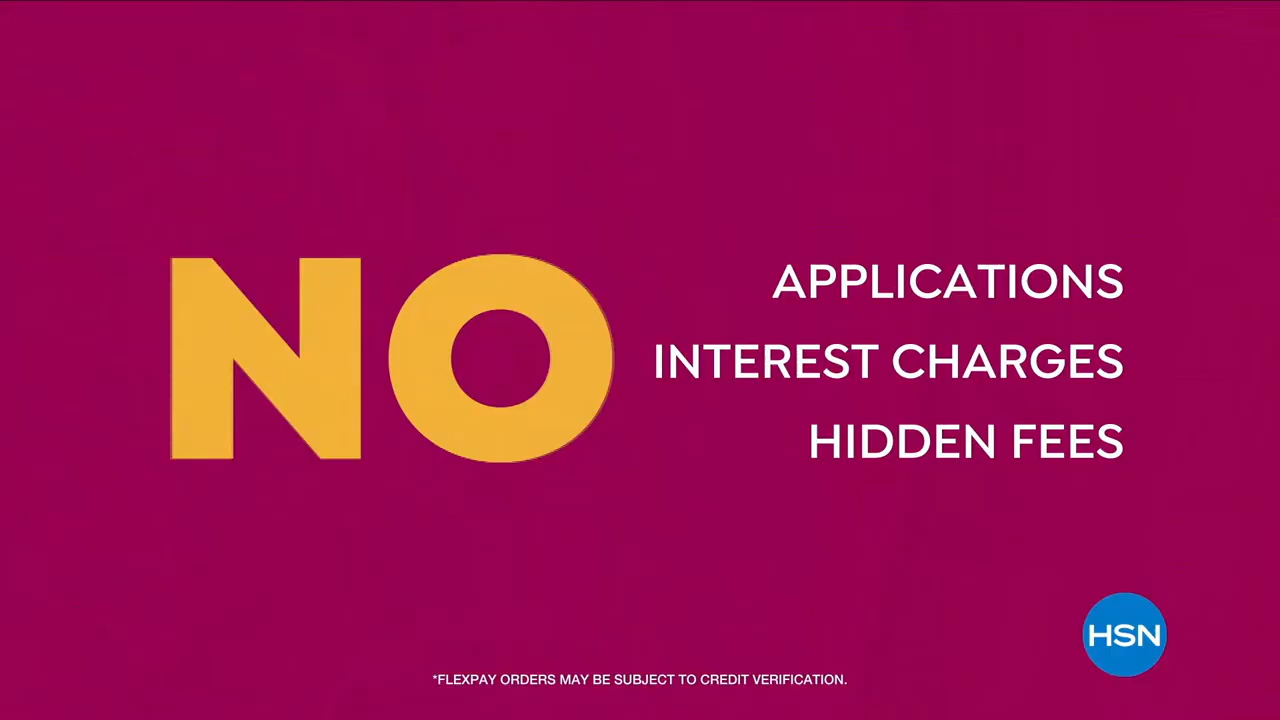 NO
APPLICATIONS
INTEREST CHARGES
HIDDEN FEES
HSN
*FLEXPAY ORDERS MAY BE SUBJECT TO CREDIT VERIFICATION.